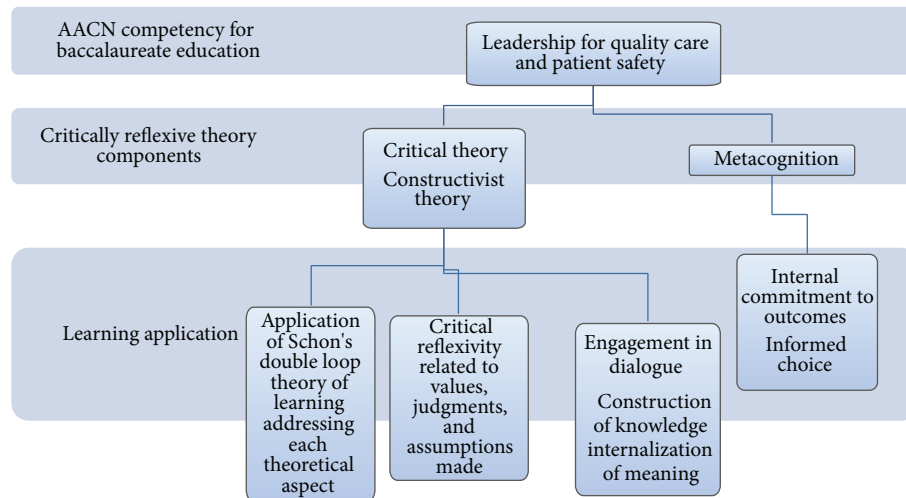 AACN competency for
baccalaureate education
Leadership for quality care
and patient safety
Critically reflexive theory
components
Critical theory
Constructivist
theory
Metacognition
Learning application
Application
of Schon's
double loop
theory of
learning
addressing
each
theoretical
aspect
Critical
reflexivity
related to
values,
judgments,
and
assumptions
made
Engagement in
dialogue
Construction
of knowledge
internalization
of meaning
Internal
commitment to
outcomes
Informed
choice